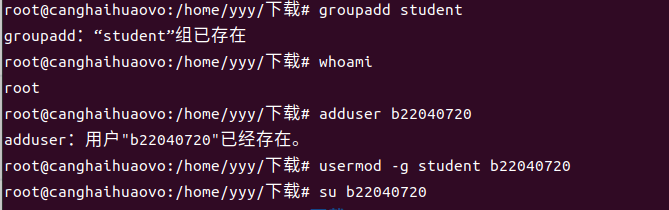 root@canghaihuaovo:/home/yyy/下载# groupadd student
groupadd：“student”组已存在
root@canghaihuaovo:/home/yyy/下载# whoami
root
root@canghaihuaovo:/home/yyy/下载# adduser b22040720
adduser：用户"b22040720"已经存在。
root@canghaihuaovo:/home/yyy/下载# usermod -g student b22040720
root@canghaihuaovo:/home/yyy/下载# su b22040720